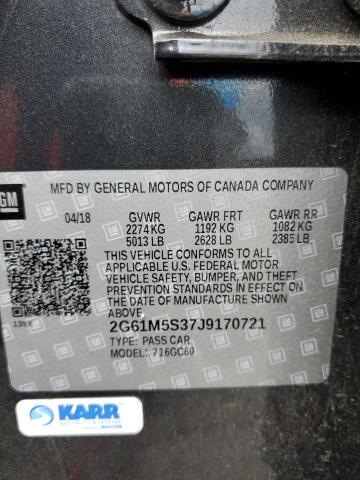 MFD BY GENERAL MOTORS OF CANADA COMPANY
GM
04/18 GVWR GAWR FRT GAWR RR
2274 KG 1192 KG 1082 KG
5013 LB 2628 LB 2385 LB
THIS VEHICLE CONFORMS TO ALL
APPLICABLE U.S. FEDERAL MOTOR
VEHICLE SAFETY, BUMPER, AND THEFT
PREVENTION STANDARDS IN EFFECT ON
THE DATE OF MANUFACTURE SHOWN
ABOVE.
139X
2G61M5S37J9170721
TYPE: PASS CAR
MODEL: 716GC69
KARR
SECURITY SYSTEMS